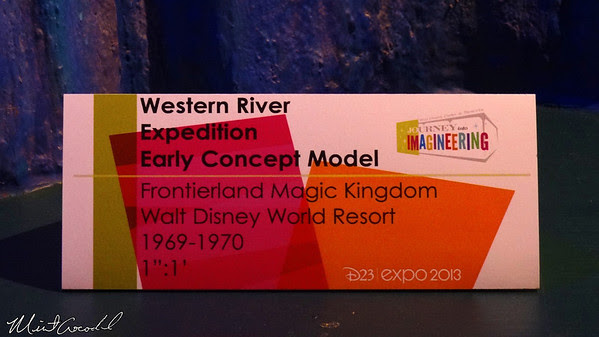 Western River
Expedition
Early Concept Model
JOURNEY into
IMAGINEERING
Frontierland Magic Kingdom
Walt Disney World Resort
1969-1970
1":1'
D23 | expo 2013